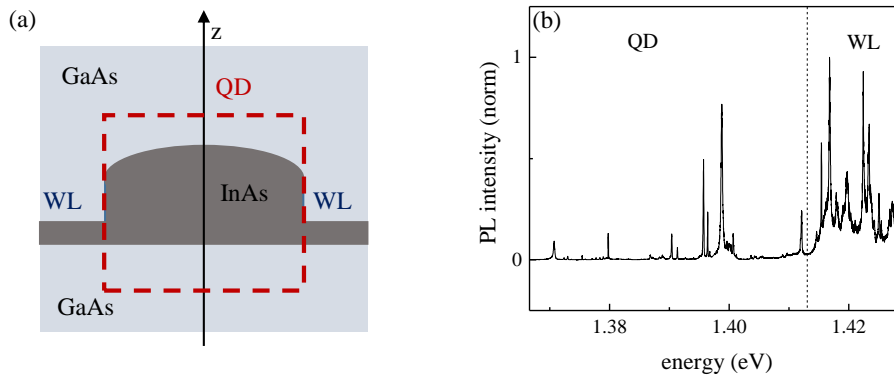 (a)
z
GaAs
QD
WL
InAs
WL
GaAs
(b)
QD
WL
1
0
PL intensity (norm)
1.38
1.40
1.42
energy (eV)